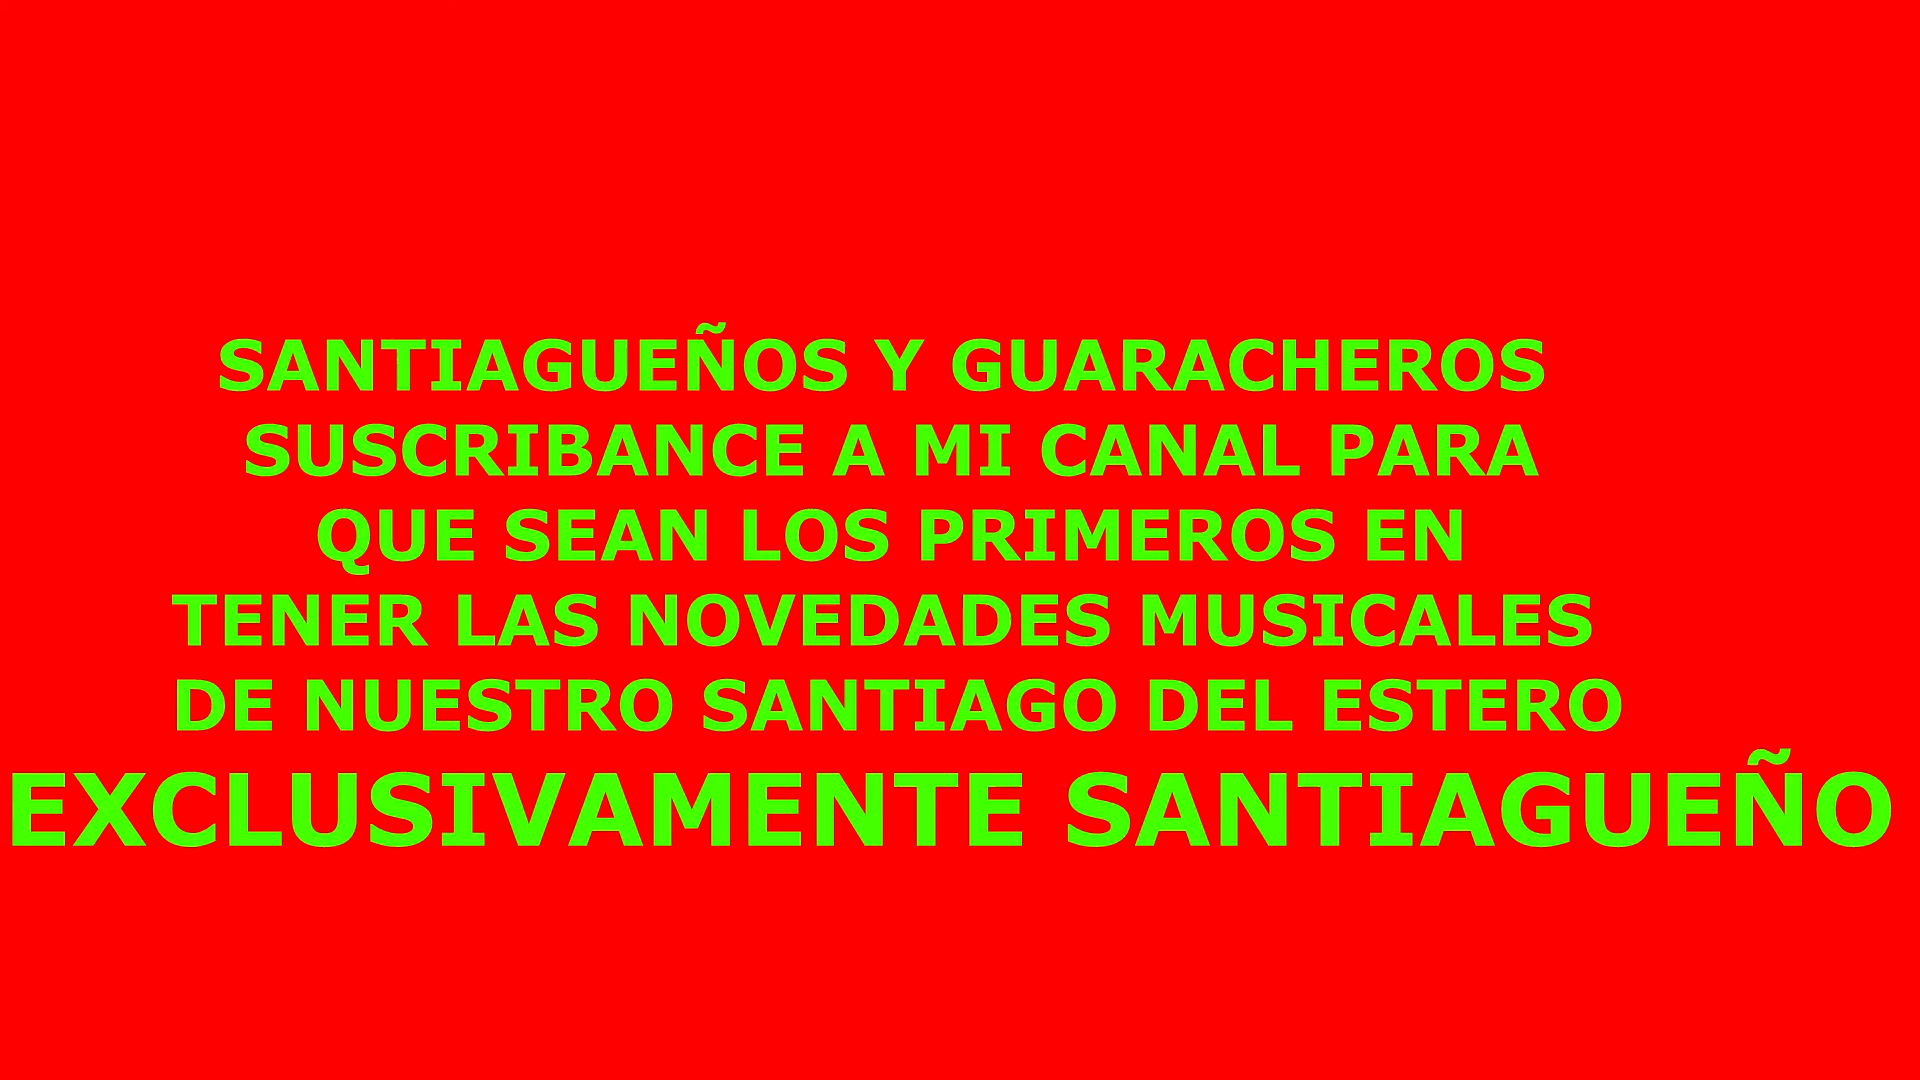 SANTIAGUEÑOS Y GUARACHEROS
SUSCRIBANCE A MI CANAL PARA
QUE SEAN LOS PRIMEROS EN
TENER LAS NOVEDADES MUSICALES
DE NUESTRO SANTIAGO DEL ESTERO
EXCLUSIVAMENTE SANTIAGUEÑO